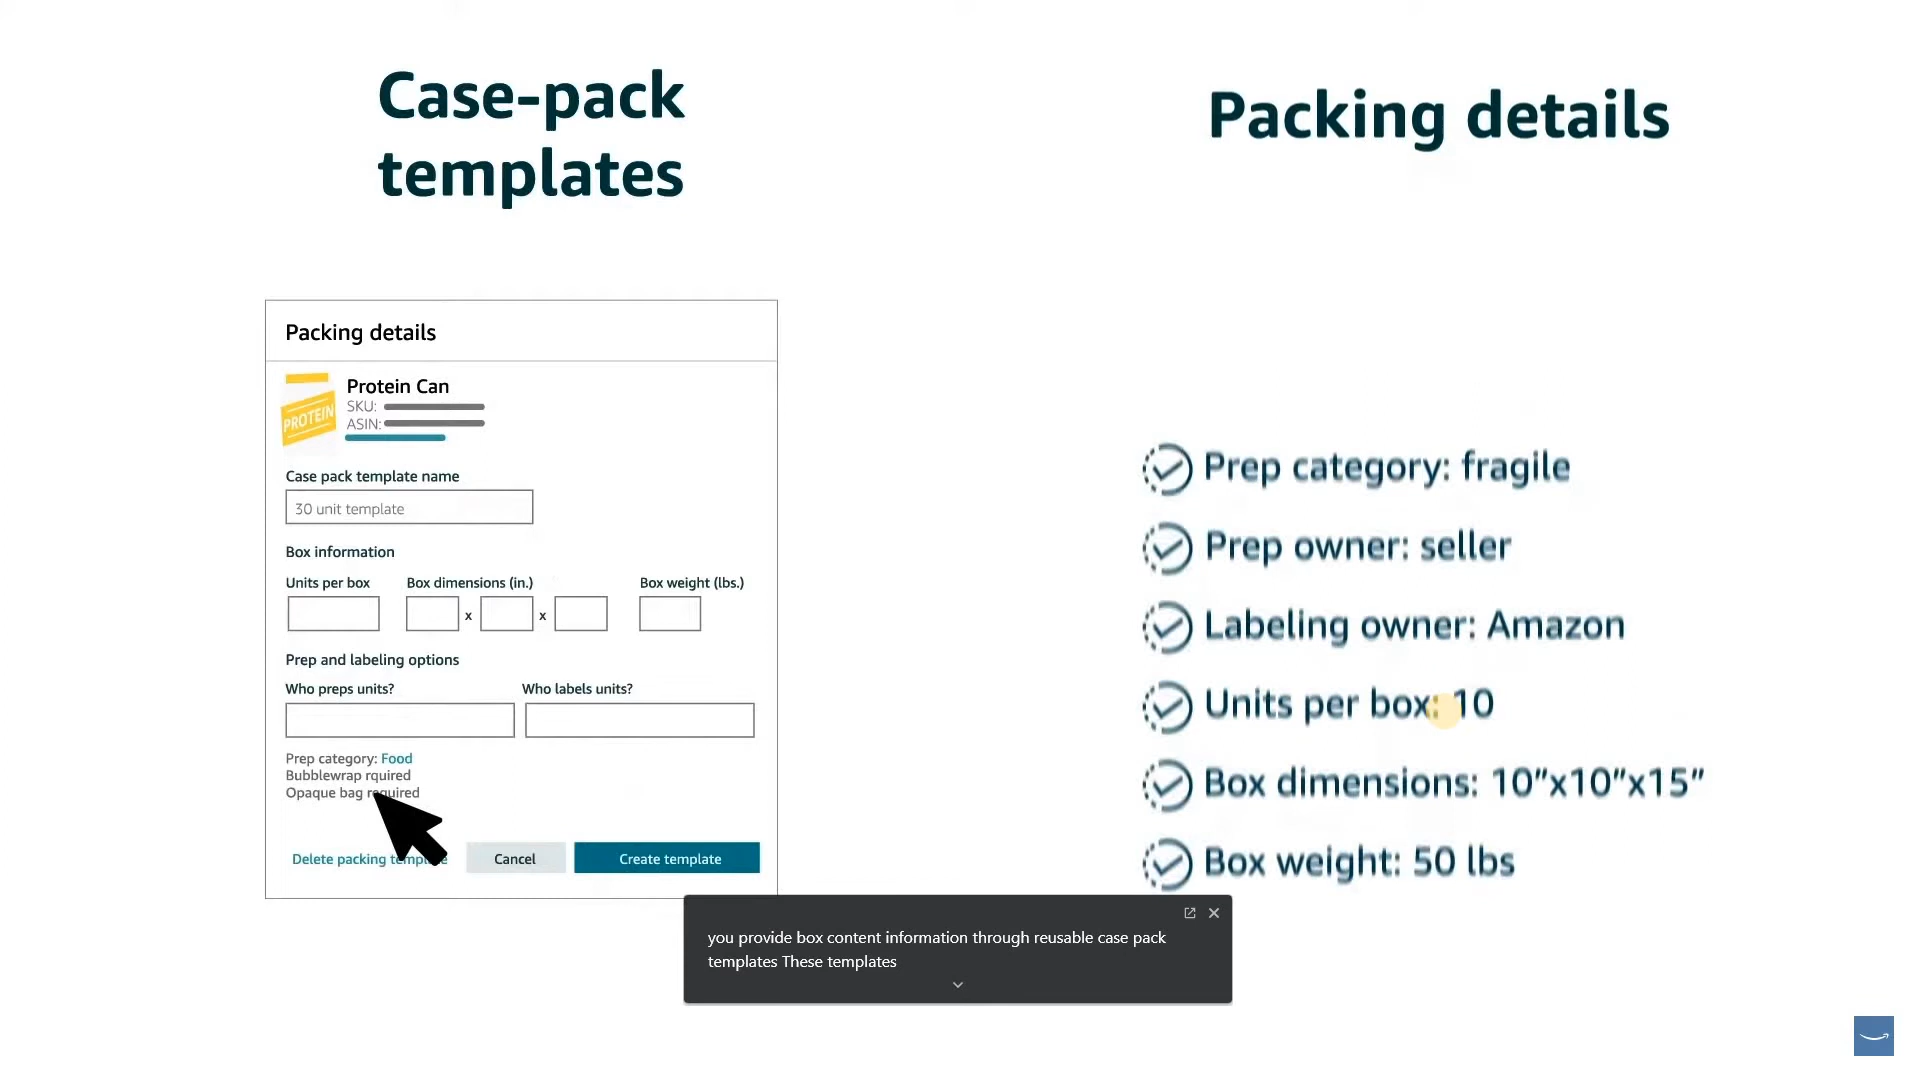 Case-pack
templates
Packing details
Packing details
PROTEIN
Protein Can
SKU:
ASIN:
Case pack template name
30 unit template
Box information
Units per box
Box dimensions (in.)
Box weight (lbs.)
x
x
Prep and labeling options
Who preps units?
Who labels units?
Prep category: Food
Bubblewrap rquired
Opaque bag required
Delete packing template
Cancel
Create template
Prep category: fragile
Prep owner: seller
Labeling owner: Amazon
Units per box: 10
Box dimensions: 10”x10”x15”
Box weight: 50 lbs
you provide box content information through reusable case pack
templates These templates